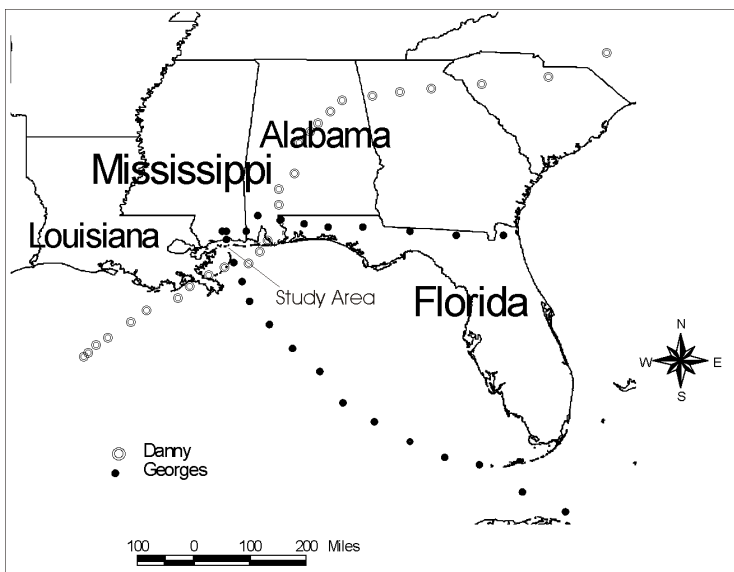 Alabama
Mississippi
Louisiana
Study Area
Florida
N
W E
S
Danny
Georges
100 0 100 200 Miles